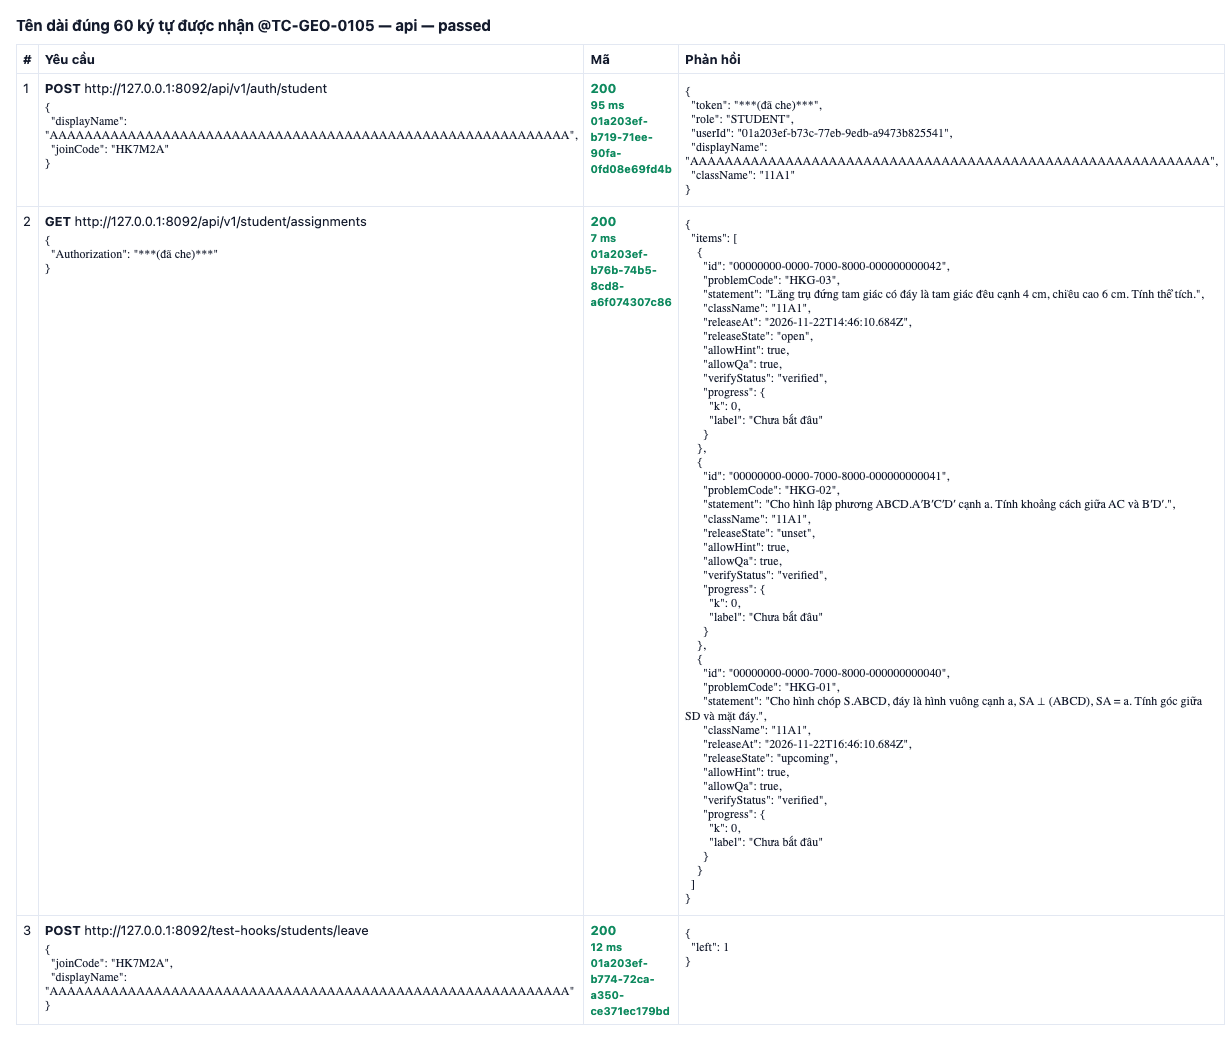 Tên dài đúng 60 ký tự được nhận @TC-GEO-0105 — api — passed
# Yêu cầu Mã Phản hồi
1
POST http://127.0.0.1:8092/api/v1/auth/student
{
"displayName":
"AAAAAAAAAAAAAAAAAAAAAAAAAAAAAAAAAAAAAAAAAAAAAAAAAAAAAAAAAAAA",
"joinCode": "HK7M2A"
}
200
95 ms
01a203ef-
b719-71ee-
90fa-
0fd08e69fd4b
{
"token": "***(đã che)***",
"role": "STUDENT",
"userId": "01a203ef-b73c-77eb-9edb-a9473b825541",
"displayName":
"AAAAAAAAAAAAAAAAAAAAAAAAAAAAAAAAAAAAAAAAAAAAAAAAAAAAAAAAAAAA",
"className": "11A1"
}
2
GET http://127.0.0.1:8092/api/v1/student/assignments
{
"Authorization": "***(đã che)***"
}
200
7 ms
01a203ef-
b76b-74b5-
8cd8-
a6f074307c86
{
"items": [
{
"id": "00000000-0000-7000-8000-000000000042",
"problemCode": "HKG-03",
"statement": "Lăng trụ đứng tam giác có đáy là tam giác đều cạnh 4 cm, chiều cao 6 cm. Tính thể tích.",
"className": "11A1",
"releaseAt": "2026-11-22T14:46:10.684Z",
"releaseState": "open",
"allowHint": true,
"allowQa": true,
"verifyStatus": "verified",
"progress": {
"k": 0,
"label": "Chưa bắt đầu"
}
},
{
"id": "00000000-0000-7000-8000-000000000041",
"problemCode": "HKG-02",
"statement": "Cho hình lập phương ABCD.A′B′C′D′ cạnh a. Tính khoảng cách giữa AC và B′D′.",
"className": "11A1",
"releaseState": "unset",
"allowHint": true,
"allowQa": true,
"verifyStatus": "verified",
"progress": {
"k": 0,
"label": "Chưa bắt đầu"
}
},
{
"id": "00000000-0000-7000-8000-000000000040",
"problemCode": "HKG-01",
"statement": "Cho hình chóp S.ABCD, đáy là hình vuông cạnh a, SA ⊥ (ABCD), SA = a. Tính góc giữa
SD và mặt đáy.",
"className": "11A1",
"releaseAt": "2026-11-22T16:46:10.684Z",
"releaseState": "upcoming",
"allowHint": true,
"allowQa": true,
"verifyStatus": "verified",
"progress": {
"k": 0,
"label": "Chưa bắt đầu"
}
}
]
}
3
POST http://127.0.0.1:8092/test-hooks/students/leave
{
"joinCode": "HK7M2A",
"displayName":
"AAAAAAAAAAAAAAAAAAAAAAAAAAAAAAAAAAAAAAAAAAAAAAAAAAAAAAAAAAAA"
}
200
12 ms
01a203ef-
b774-72ca-
a350-
ce371ec179bd
{
"left": 1
}